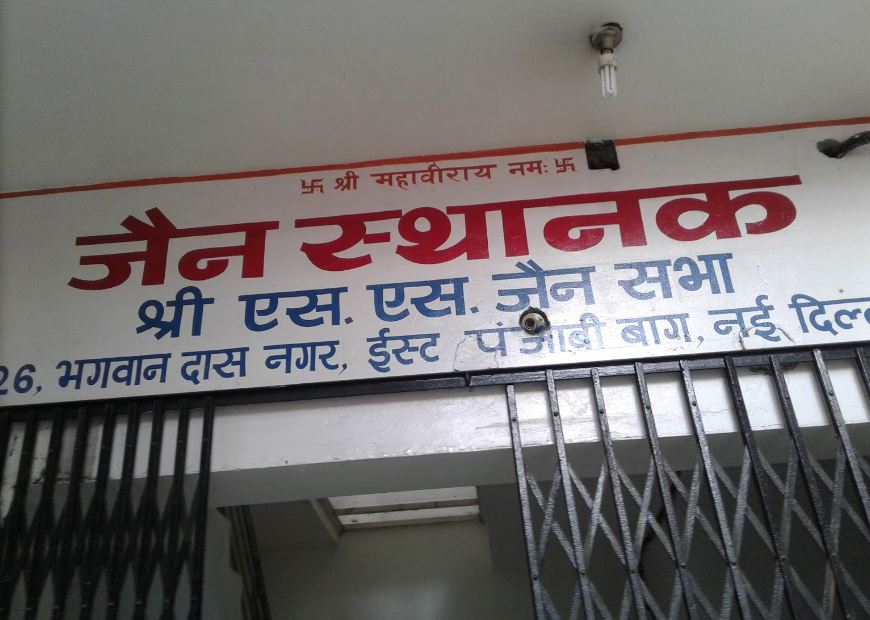 卐 श्री महावीराय नमः 卐
जैन स्थानक
श्री एस. एस. जैन सभा
26, भगवान दास नगर, ईस्ट पंजाबी बाग, नई दिल्ल